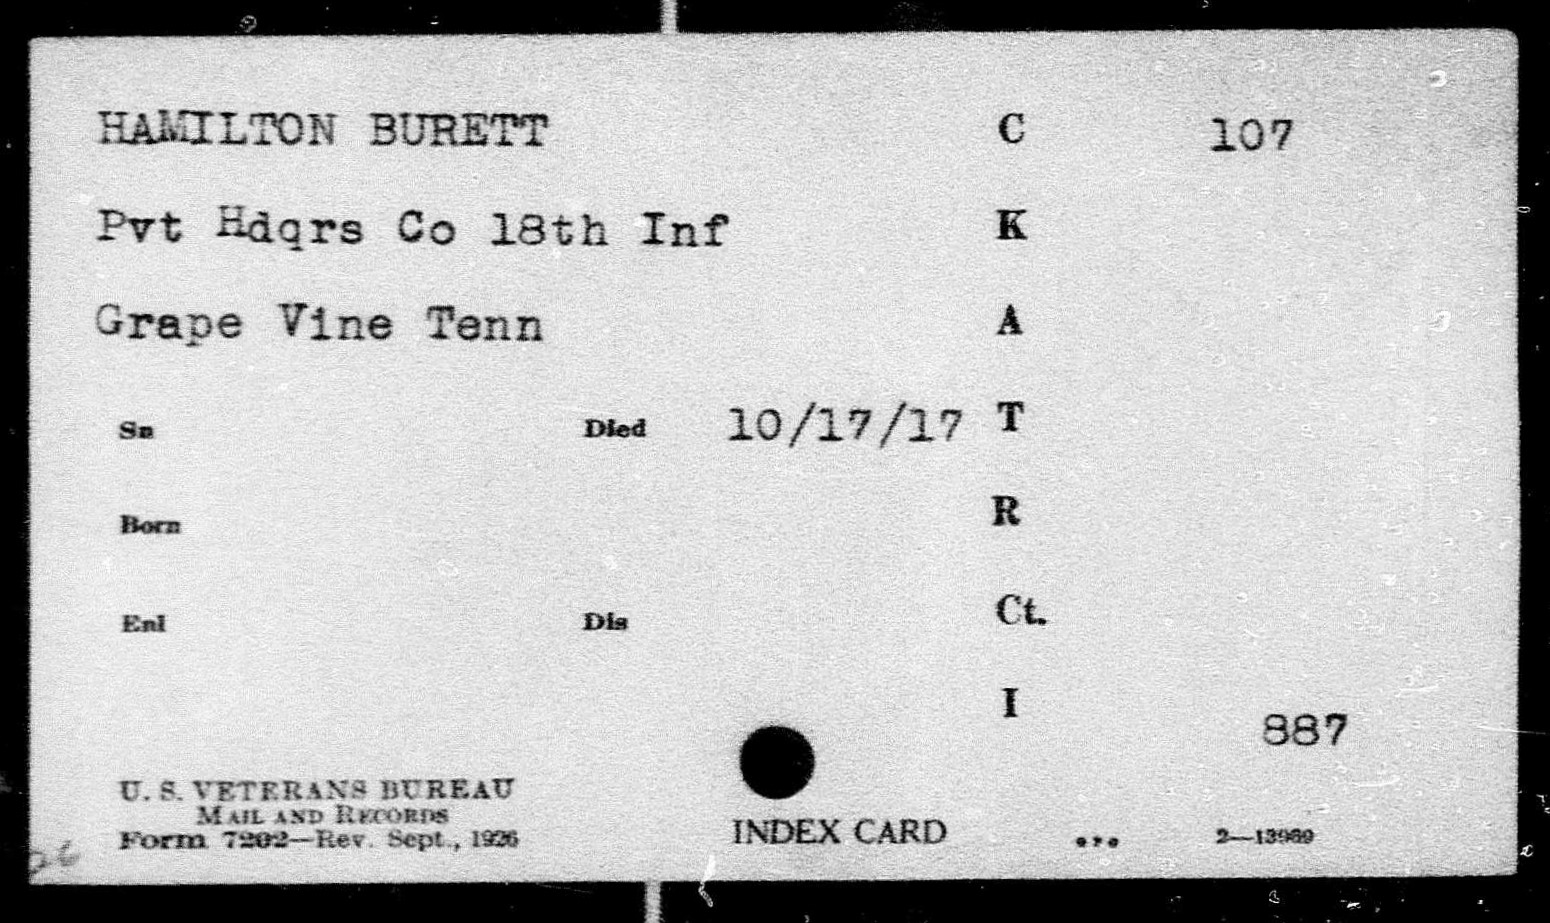 HAMILTON BURETT C 107
Pvt Hdqrs Co 18th Inf K
Grape Vine Tenn A
Sn Died 10/17/17 T
Born R
Enl Dis Ct.
I
887
U. S. VETERANS BUREAU
MAIL AND RECORDS
Form 7202—Rev. Sept., 1926
INDEX CARD
2—13969
26